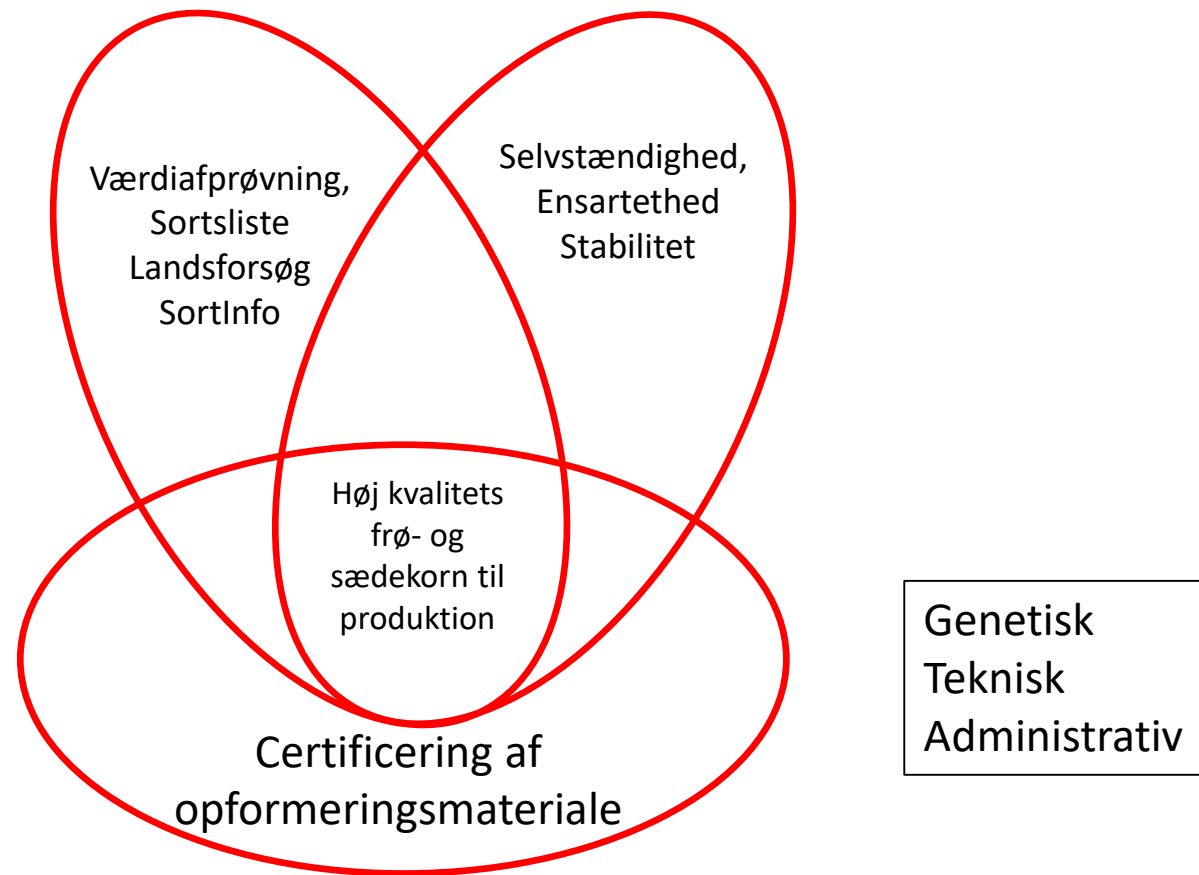 Værdiafprøvning,
Sortsliste
Landsforsøg
SortInfo
Selvstændighed,
Ensartethed
Stabilitet
Høj kvalitets
frø- og
sædekorn til
produktion
Certificering af
opformeringsmateriale
Genetisk
Teknisk
Administrativ